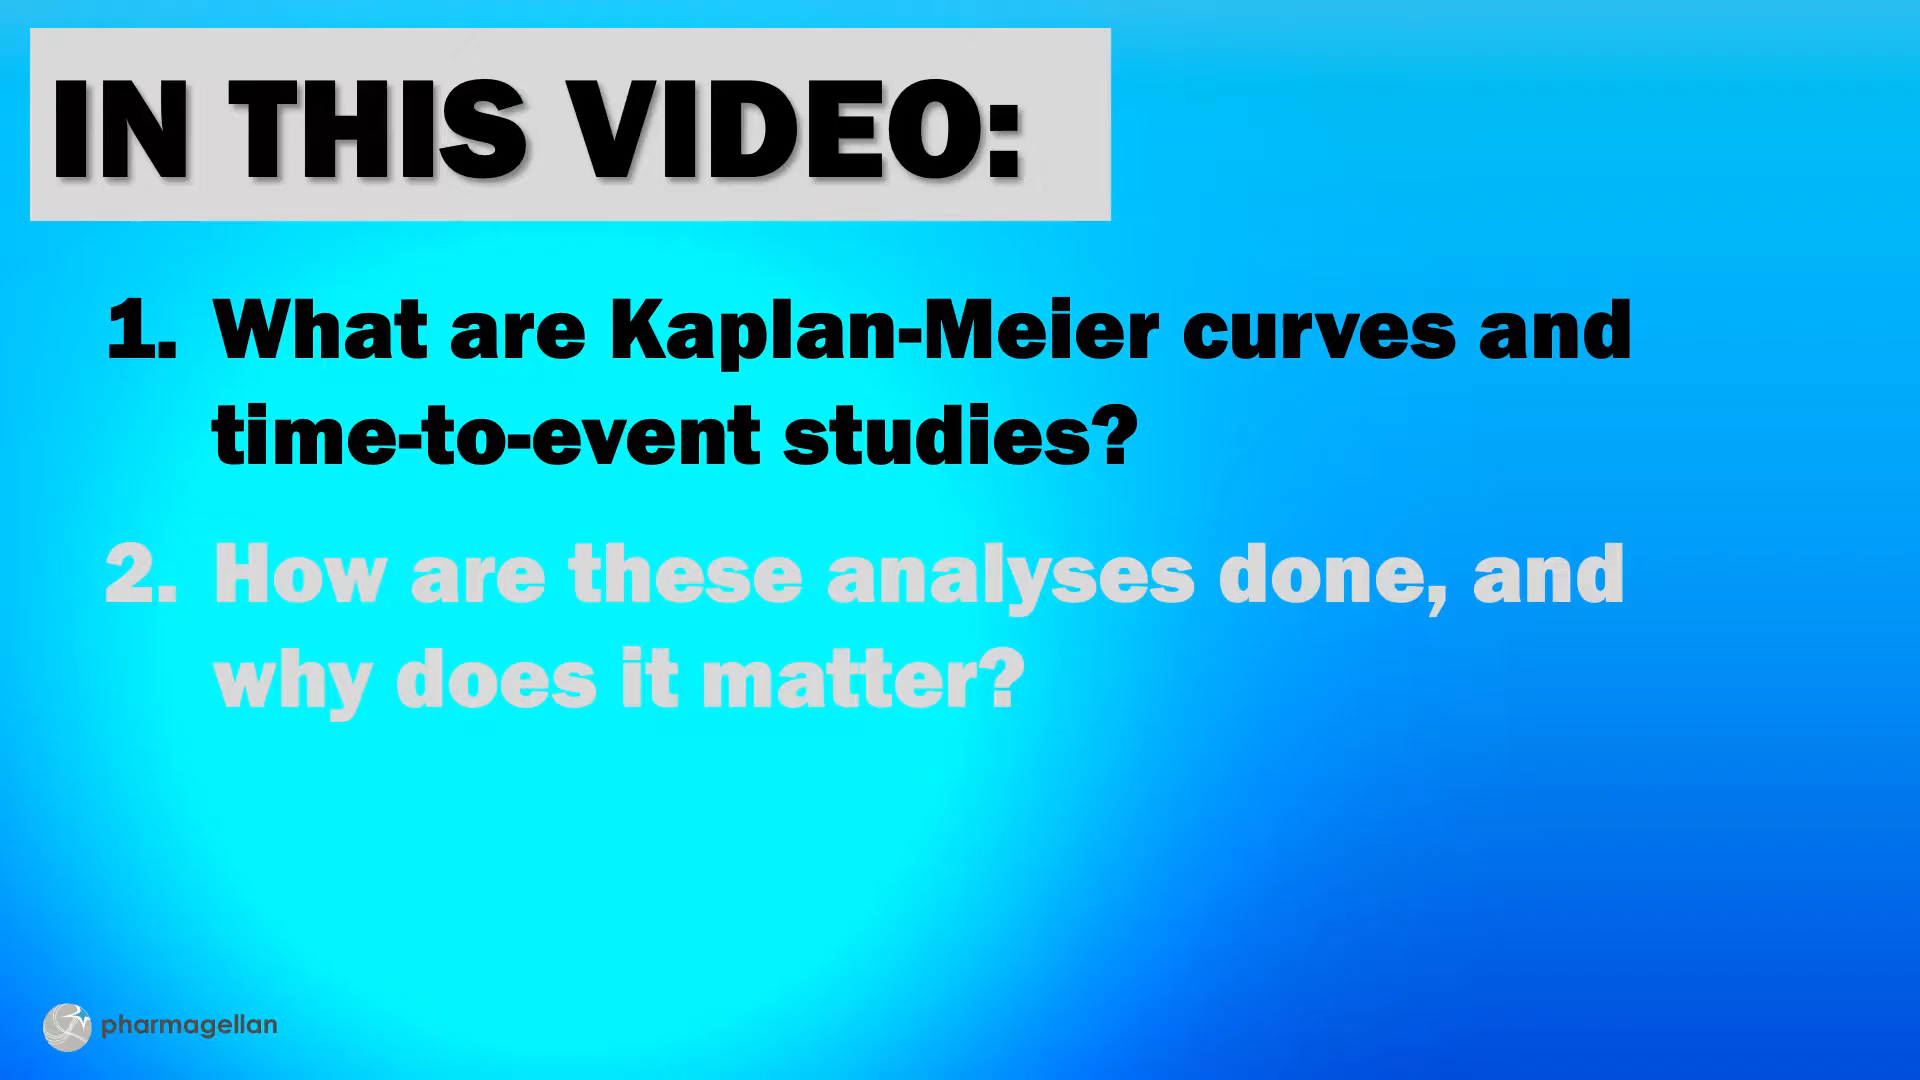 IN THIS VIDEO:
1. What are Kaplan-Meier curves and
time-to-event studies?
2. How are these analyses done, and
why does it matter?
pharmagellan